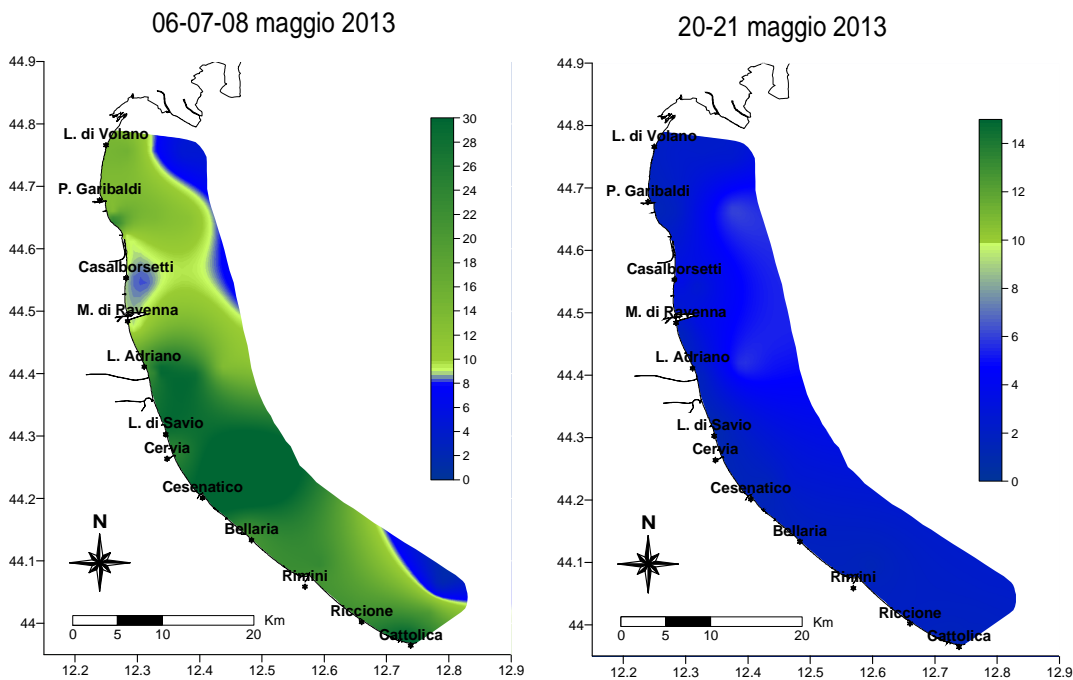 06-07-08 maggio 2013
44.9
44.8
44.7
44.6
44.5
44.4
44.3
44.2
44.1
44
L. di Volano
P. Garibaldi
Casalborsetti
M. di Ravenna
L. Adriano
L. di Savio
Cervia
Cesenatico
Bellaria
Rimini
Riccione
Cattolica
N
0 5 10 20 Km
12.2 12.3 12.4 12.5 12.6 12.7 12.8 12.9
30
28
26
24
22
20
18
16
14
12
10
8
6
4
2
0
20-21 maggio 2013
44.9
44.8
44.7
44.6
44.5
44.4
44.3
44.2
44.1
44
L. di Volano
P. Garibaldi
Casalborsetti
M. di Ravenna
L. Adriano
L. di Savio
Cervia
Cesenatico
Bellaria
Rimini
Riccione
Cattolica
N
0 5 10 20 Km
12.2 12.3 12.4 12.5 12.6 12.7 12.8 12.9
14
12
10
8
6
4
2
0